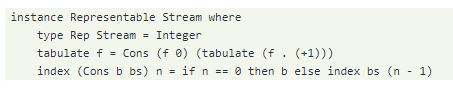 instance Representable Stream where
    type Rep Stream = Integer
    tabulate f = Cons (f 0) (tabulate (f . (+1)))
    index (Cons b bs) n = if n == 0 then b else index bs (n - 1)